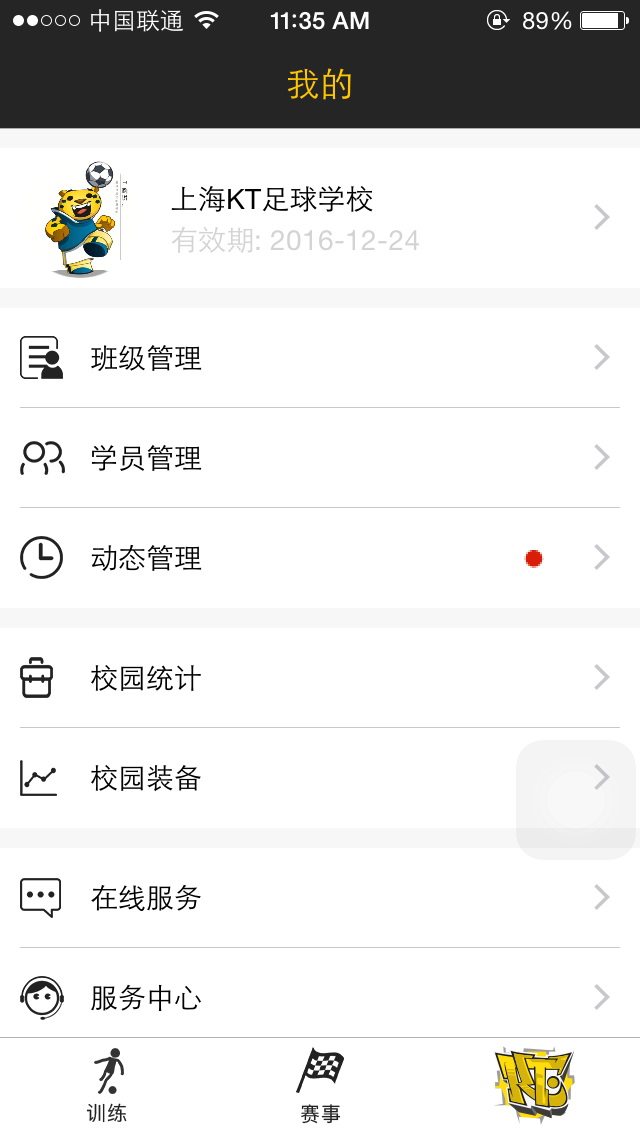 中国联通 11:35 AM 89%
我的
上海KT足球学校
有效期: 2016-12-24
班级管理
学员管理
动态管理
校园统计
校园装备
在线服务
服务中心
训练 赛事 KT